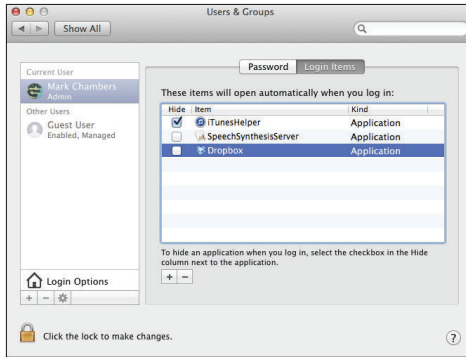 Users & Groups
Show All
Password Login Items
Current User
Mark Chambers
Admin
Other Users
Guest User
Enabled, Managed
Login Options
These items will open automatically when you log in:
Hide Item Kind
iTunesHelper Application
SpeechSynthesisServer Application
Dropbox Application
To hide an application when you log in, select the checkbox in the Hide
column next to the application.
+ −
+ −
Click the lock to make changes.
?